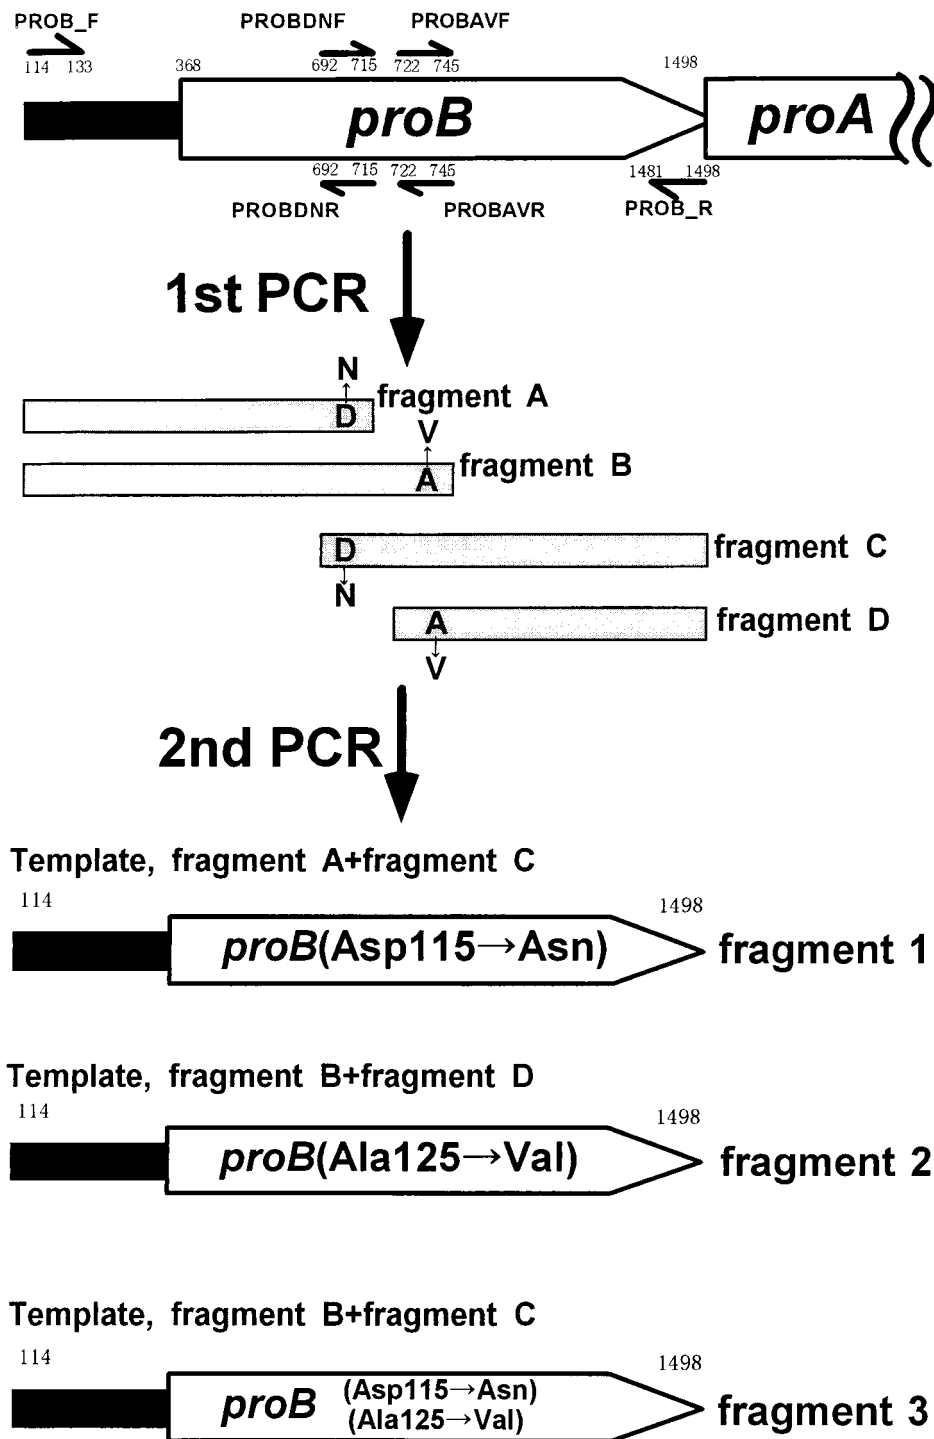 PROB_F PROBDNF PROBAVF
114 133 368 692 715 722 745 1498
proB proA
692 715 722 745 1481 1498
PROBDNR PROBAVR PROB_R
1st PCR
N
D fragment A
V
A fragment B
D fragment C
N
A fragment D
V
2nd PCR
Template, fragment A+fragment C
114 1498
proB(Asp115→Asn) fragment 1
Template, fragment B+fragment D
114 1498
proB(Ala125→Val) fragment 2
Template, fragment B+fragment C
114 1498
proB (Asp115→Asn)
(Ala125→Val) fragment 3